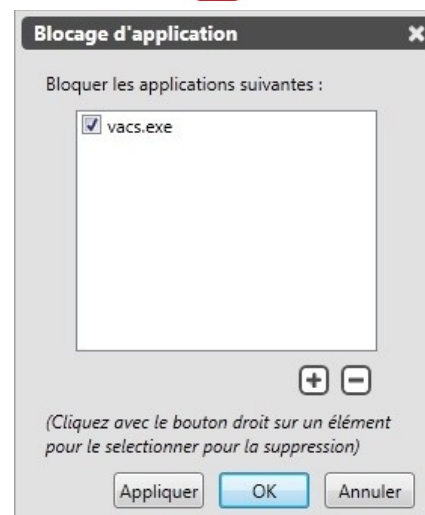 Blocage d'application
Bloquer les applications suivantes :
vacs.exe
(Cliquez avec le bouton droit sur un élément
pour le selectionner pour la suppression)
Appliquer OK Annuler